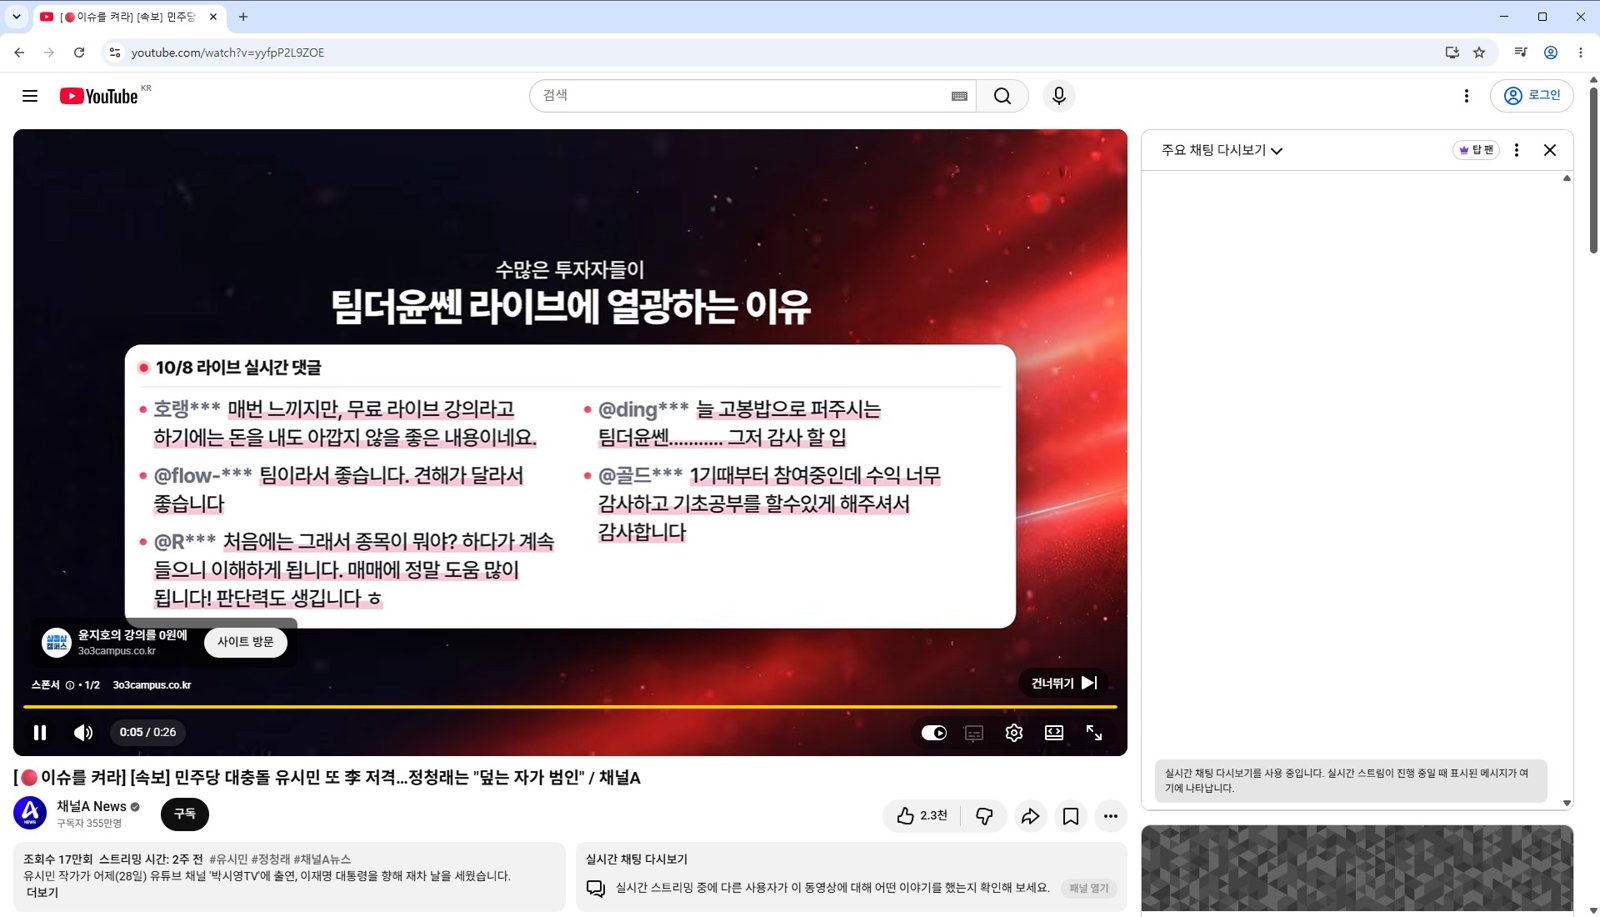 [🔴이슈를 켜라] [속보] 민주당
youtube.com/watch?v=yyfpP2L9ZOE
YouTube KR
검색
로그인
수많은 투자자들이
팀더윤쎈 라이브에 열광하는 이유
10/8 라이브 실시간 댓글
호랭*** 매번 느끼지만, 무료 라이브 강의라고
하기에는 돈을 내도 아깝지 않을 좋은 내용이네요.
@flow-*** 팀이라서 좋습니다. 견해가 달라서
좋습니다
@R*** 처음에는 그래서 종목이 뭐야? 하다가 계속
들으니 이해하게 됩니다. 매매에 정말 도움 많이
됩니다! 판단력도 생깁니다 ㅎ
@ding*** 늘 고봉밥으로 퍼주시는
팀더윤쎈........... 그저 감사 할 입
@골드*** 1기때부터 참여중인데 수익 너무
감사하고 기초공부를 할수있게 해주셔서
감사합니다
삼점삼
캠퍼스
윤지호의 강의를 0원에
3o3campus.co.kr
사이트 방문
스폰서 • 1/2 3o3campus.co.kr
건너뛰기
0:05 / 0:26
주요 채팅 다시보기
탑 팬
실시간 채팅 다시보기를 사용 중입니다. 실시간 스트림이 진행 중일 때 표시된 메시지가 여
기에 나타납니다.
[🔴이슈를 켜라] [속보] 민주당 대충돌 유시민 또 李 저격…정청래는 "덮는 자가 범인" / 채널A
NEWS
채널A News
구독자 355만명
구독
2.3천
조회수 17만회 스트리밍 시간: 2주 전 #유시민 #정청래 #채널A뉴스
유시민 작가가 어제(28일) 유튜브 채널 '박시영TV'에 출연, 이재명 대통령을 향해 재차 날을 세웠습니다.
더보기
실시간 채팅 다시보기
실시간 스트리밍 중에 다른 사용자가 이 동영상에 대해 어떤 이야기를 했는지 확인해 보세요.
패널 열기